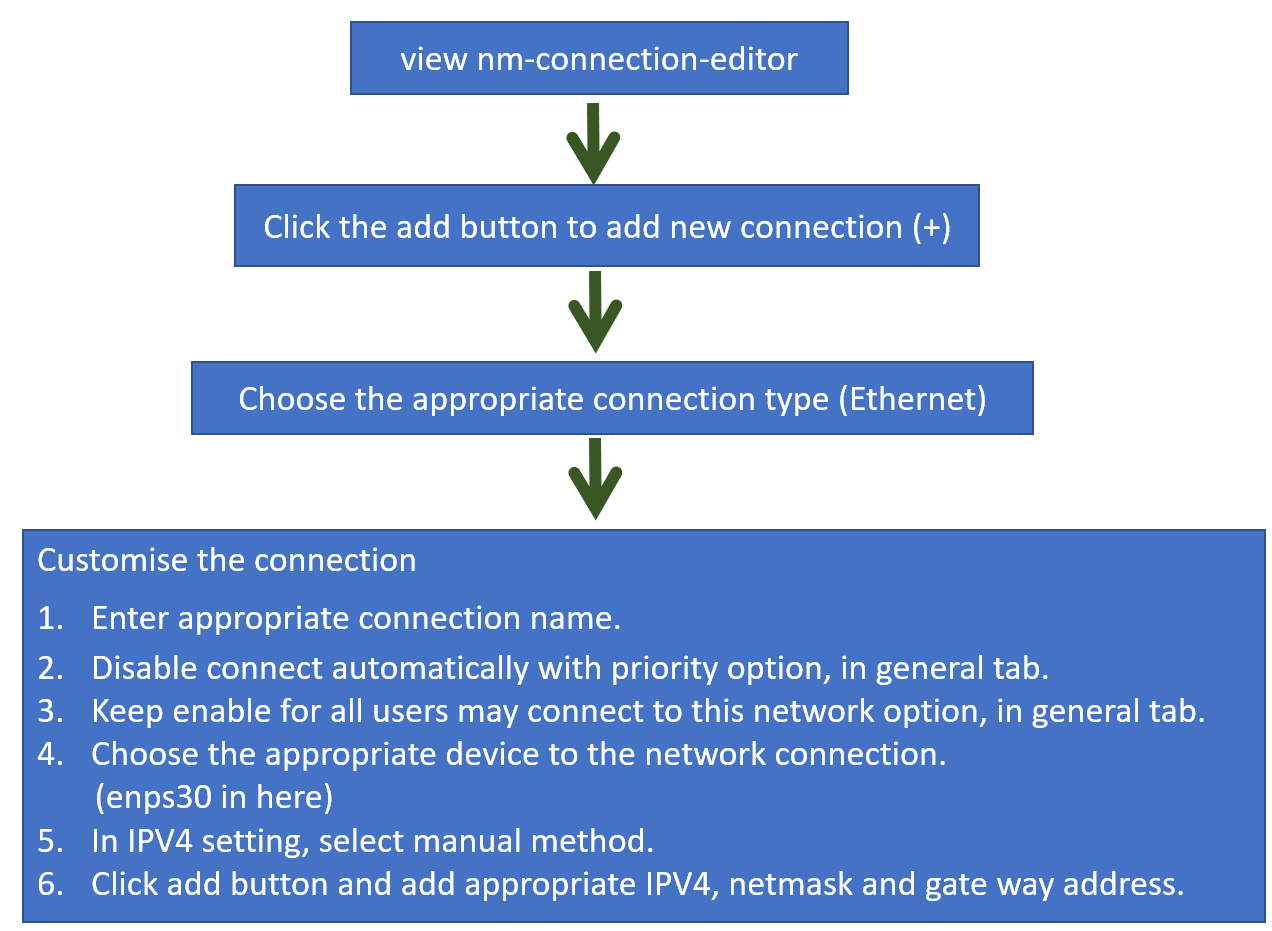 view nm-connection-editor
Click the add button to add new connection (+)
Choose the appropriate connection type (Ethernet)
Customise the connection
1. Enter appropriate connection name.
2. Disable connect automatically with priority option, in general tab.
3. Keep enable for all users may connect to this network option, in general tab.
4. Choose the appropriate device to the network connection.
(enps30 in here)
5. In IPV4 setting, select manual method.
6. Click add button and add appropriate IPV4, netmask and gate way address.